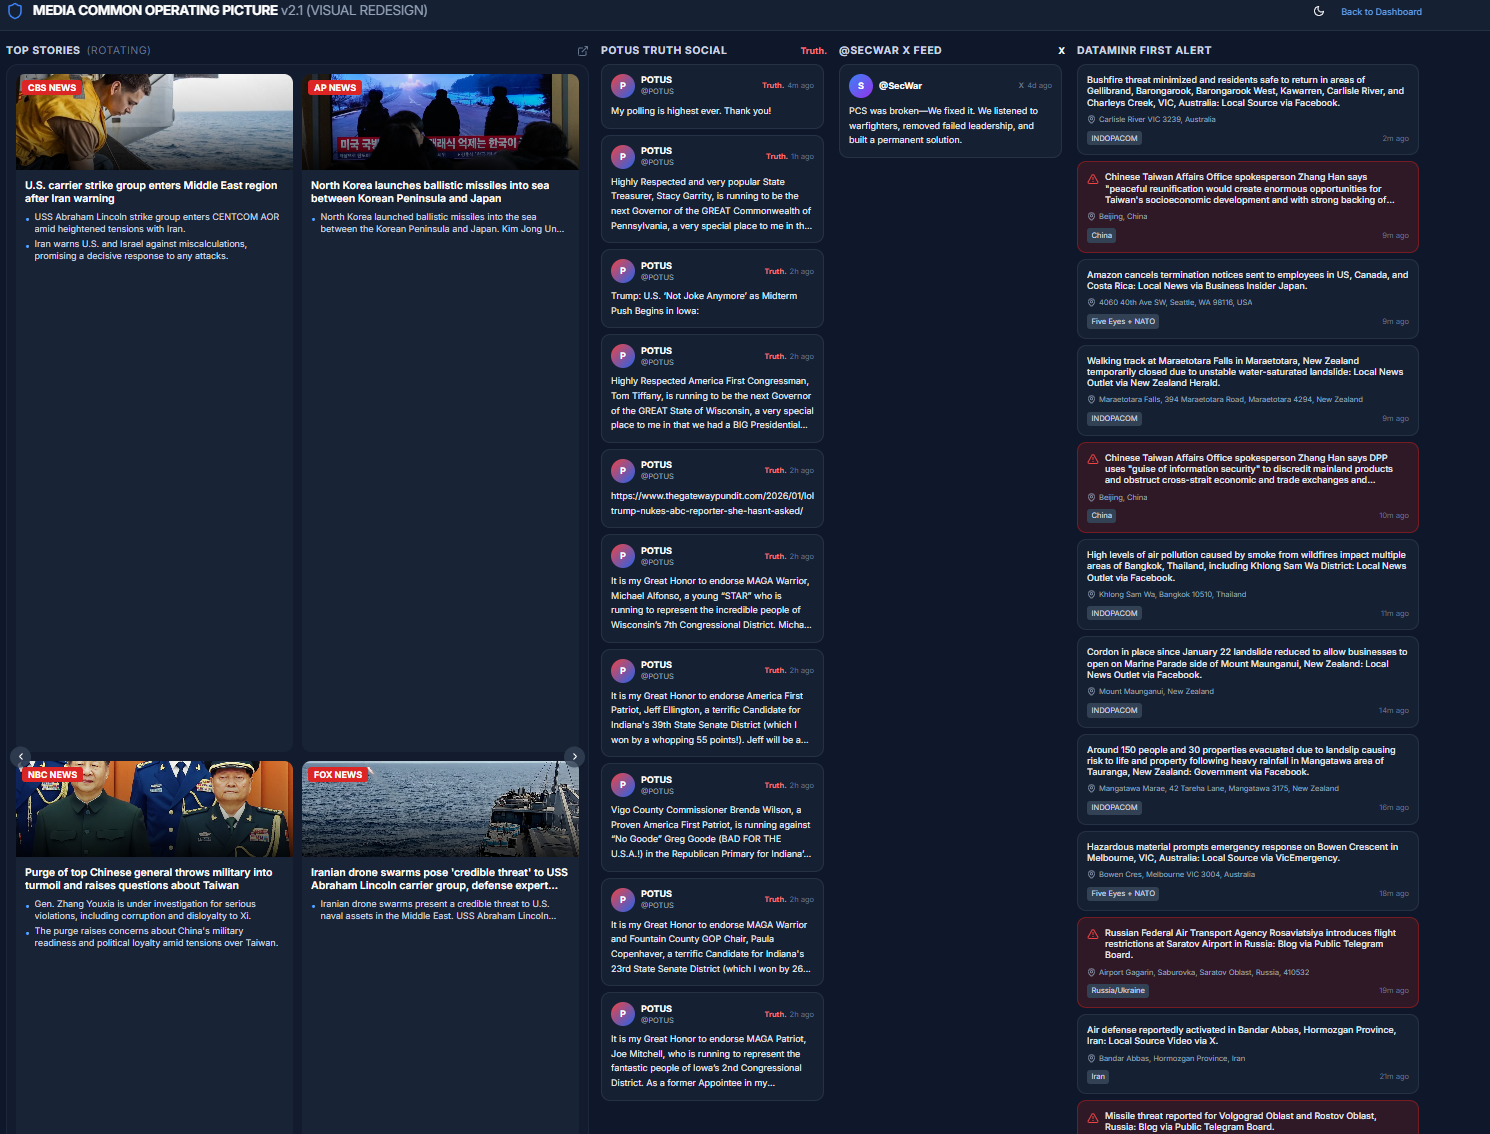 MEDIA COMMON OPERATING PICTURE v2.1 (VISUAL REDESIGN)
Back to Dashboard
TOP STORIES (ROTATING)
CBS NEWS
U.S. carrier strike group enters Middle East region
after Iran warning
USS Abraham Lincoln strike group enters CENTCOM AOR
amid heightened tensions with Iran.
Iran warns U.S. and Israel against miscalculations,
promising a decisive response to any attacks.
AP NEWS
미국 국방
래식 억제는 한국이
North Korea launches ballistic missiles into sea
between Korean Peninsula and Japan
North Korea launched ballistic missiles into the sea
between the Korean Peninsula and Japan. Kim Jong Un...
NBC NEWS
Purge of top Chinese general throws military into
turmoil and raises questions about Taiwan
Gen. Zhang Youxia is under investigation for serious
violations, including corruption and disloyalty to Xi.
The purge raises concerns about China's military
readiness and political loyalty amid tensions over Taiwan.
FOX NEWS
Iranian drone swarms pose 'credible threat' to USS
Abraham Lincoln carrier group, defense expert...
Iranian drone swarms present a credible threat to U.S.
naval assets in the Middle East. USS Abraham Lincoln...
POTUS TRUTH SOCIAL Truth.
P POTUS
@POTUS
Truth. 4m ago
My polling is highest ever. Thank you!
P POTUS
@POTUS
Truth. 1h ago
Highly Respected and very popular State
Treasurer, Stacy Garrity, is running to be the
next Governor of the GREAT Commonwealth of
Pennsylvania, a very special place to me in th...
P POTUS
@POTUS
Truth. 2h ago
Trump: U.S. ‘Not Joke Anymore’ as Midterm
Push Begins in Iowa:
P POTUS
@POTUS
Truth. 2h ago
Highly Respected America First Congressman,
Tom Tiffany, is running to be the next Governor
of the GREAT State of Wisconsin, a very special
place to me in that we had a BIG Presidential...
P POTUS
@POTUS
Truth. 2h ago
https://www.thegatewaypundit.com/2026/01/lol
trump-nukes-abc-reporter-she-hasnt-asked/
P POTUS
@POTUS
Truth. 2h ago
It is my Great Honor to endorse MAGA Warrior,
Michael Alfonso, a young “STAR” who is
running to represent the incredible people of
Wisconsin’s 7th Congressional District. Micha...
P POTUS
@POTUS
Truth. 2h ago
It is my Great Honor to endorse America First
Patriot, Jeff Ellington, a terrific Candidate for
Indiana's 39th State Senate District (which I
won by a whopping 55 points!). Jeff will be a...
P POTUS
@POTUS
Truth. 2h ago
Vigo County Commissioner Brenda Wilson, a
Proven America First Patriot, is running against
“No Goode” Greg Goode (BAD FOR THE
U.S.A.!) in the Republican Primary for Indiana’...
P POTUS
@POTUS
Truth. 2h ago
It is my Great Honor to endorse MAGA Warrior
and Fountain County GOP Chair, Paula
Copenhaver, a terrific Candidate for Indiana's
23rd State Senate District (which I won by 26...
P POTUS
@POTUS
Truth. 2h ago
It is my Great Honor to endorse MAGA Patriot,
Joe Mitchell, who is running to represent the
fantastic people of Iowa’s 2nd Congressional
District. As a former Appointee in my...
@SECWAR X FEED X
S @SecWar X 4d ago
PCS was broken—We fixed it. We listened to
warfighters, removed failed leadership, and
built a permanent solution.
DATAMINR FIRST ALERT
Bushfire threat minimized and residents safe to return in areas of
Gellibrand, Barongarook, Barongarook West, Kawarren, Carlisle River, and
Charleys Creek, VIC, Australia: Local Source via Facebook.
Carlisle River VIC 3239, Australia
INDOPACOM 2m ago
Chinese Taiwan Affairs Office spokesperson Zhang Han says
"peaceful reunification would create enormous opportunities for
Taiwan's socioeconomic development and with strong backing of...
Beijing, China
China 9m ago
Amazon cancels termination notices sent to employees in US, Canada, and
Costa Rica: Local News via Business Insider Japan.
4060 40th Ave SW, Seattle, WA 98116, USA
Five Eyes + NATO 9m ago
Walking track at Maraetotara Falls in Maraetotara, New Zealand
temporarily closed due to unstable water-saturated landslide: Local News
Outlet via New Zealand Herald.
Maraetotara Falls, 394 Maraetotara Road, Maraetotara 4294, New Zealand
INDOPACOM 9m ago
Chinese Taiwan Affairs Office spokesperson Zhang Han says DPP
uses "guise of information security" to discredit mainland products
and obstruct cross-strait economic and trade exchanges and...
Beijing, China
China 10m ago
High levels of air pollution caused by smoke from wildfires impact multiple
areas of Bangkok, Thailand, including Khlong Sam Wa District: Local News
Outlet via Facebook.
Khlong Sam Wa, Bangkok 10510, Thailand
INDOPACOM 11m ago
Cordon in place since January 22 landslide reduced to allow businesses to
open on Marine Parade side of Mount Maunganui, New Zealand: Local
News Outlet via Facebook.
Mount Maunganui, New Zealand
INDOPACOM 14m ago
Around 150 people and 30 properties evacuated due to landslip causing
risk to life and property following heavy rainfall in Mangatawa area of
Tauranga, New Zealand: Government via Facebook.
Mangatawa Marae, 42 Tareha Lane, Mangatawa 3175, New Zealand
INDOPACOM 16m ago
Hazardous material prompts emergency response on Bowen Crescent in
Melbourne, VIC, Australia: Local Source via VicEmergency.
Bowen Cres, Melbourne VIC 3004, Australia
Five Eyes + NATO 18m ago
Russian Federal Air Transport Agency Rosaviatsiya introduces flight
restrictions at Saratov Airport in Russia: Blog via Public Telegram
Board.
Airport Gagarin, Saburovka, Saratov Oblast, Russia, 410532
Russia/Ukraine 19m ago
Air defense reportedly activated in Bandar Abbas, Hormozgan Province,
Iran: Local Source Video via X.
Bandar Abbas, Hormozgan Province, Iran
Iran 21m ago
Missile threat reported for Volgograd Oblast and Rostov Oblast,
Russia: Blog via Public Telegram Board.